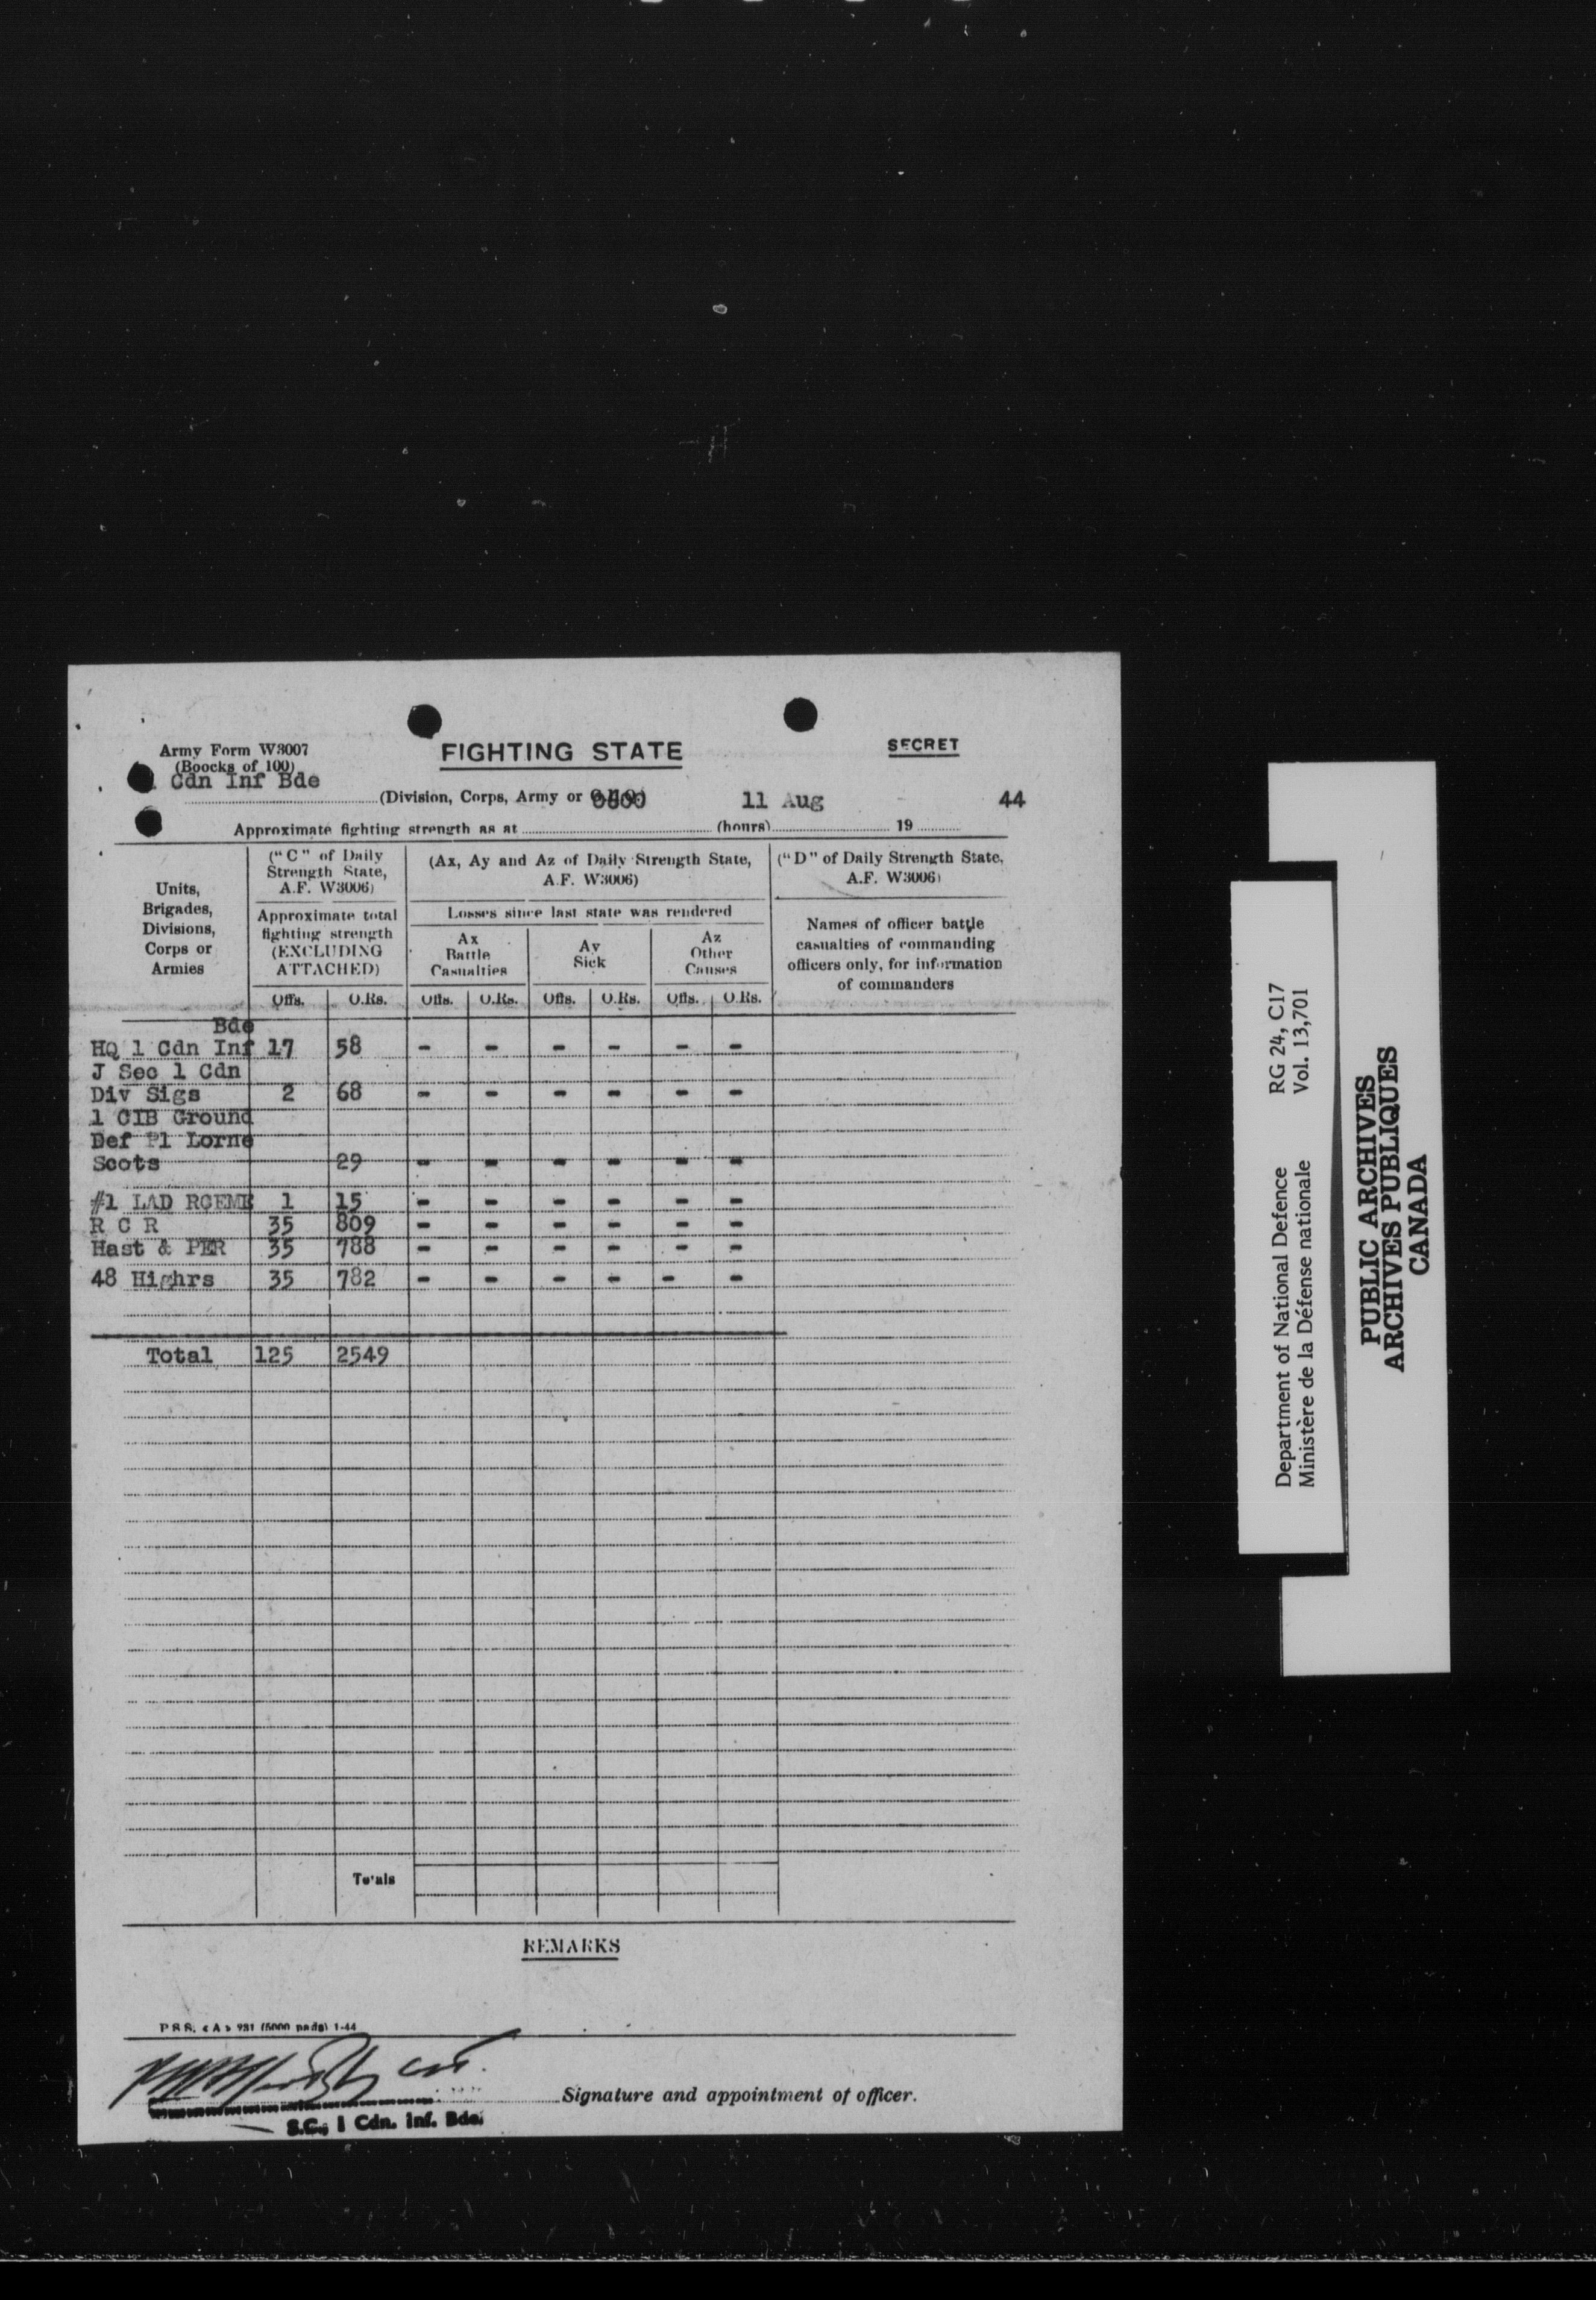 Army Form W3007
(Boocks of 100)
FIGHTING STATE
SECRET
Cdn Inf Bde
(Division, Corps, Army or G.H.Q.)
0600 11 Aug 44
Approximate fighting strength as at (hours) 19
Units, Brigades, Divisions, Corps or Armies
("C" of Daily Strength State, A.F. W3006)
Approximate total fighting strength (EXCLUDING ATTACHED)
(Ax, Ay and Az of Daily Strength State, A.F. W3006)
Losses since last state was rendered
Ax Battle Casualties
Ay Sick
Az Other Causes
("D" of Daily Strength State, A.F. W3006)
Names of officer battle casualties of commanding officers only, for information of commanders
Offs. O.Rs. Offs. O.Rs. Offs. O.Rs. Offs. O.Rs.
Bde
HQ 1 Cdn Inf 17 58 - - - - - -
J Sec 1 Cdn
Div Sigs 2 68 - - - - - -
1 CIB Ground
Def Pl Lorne
Scots 29 - - - - - -
#1 LAD RCEME 1 15 - - - - - -
R C R 35 809 - - - - - -
Hast & PER 35 788 - - - - - -
48 Highrs 35 782 - - - - - -
Total 125 2549
Totals
REMARKS
P.S.S. «A» 931 (5000 pads) 1-44
Signature and appointment of officer.
S.C., 1 Cdn. Inf. Bde.
Department of National Defence RG 24, C17
Ministère de la Défense nationale Vol. 13,701
PUBLIC ARCHIVES
ARCHIVES PUBLIQUES
CANADA